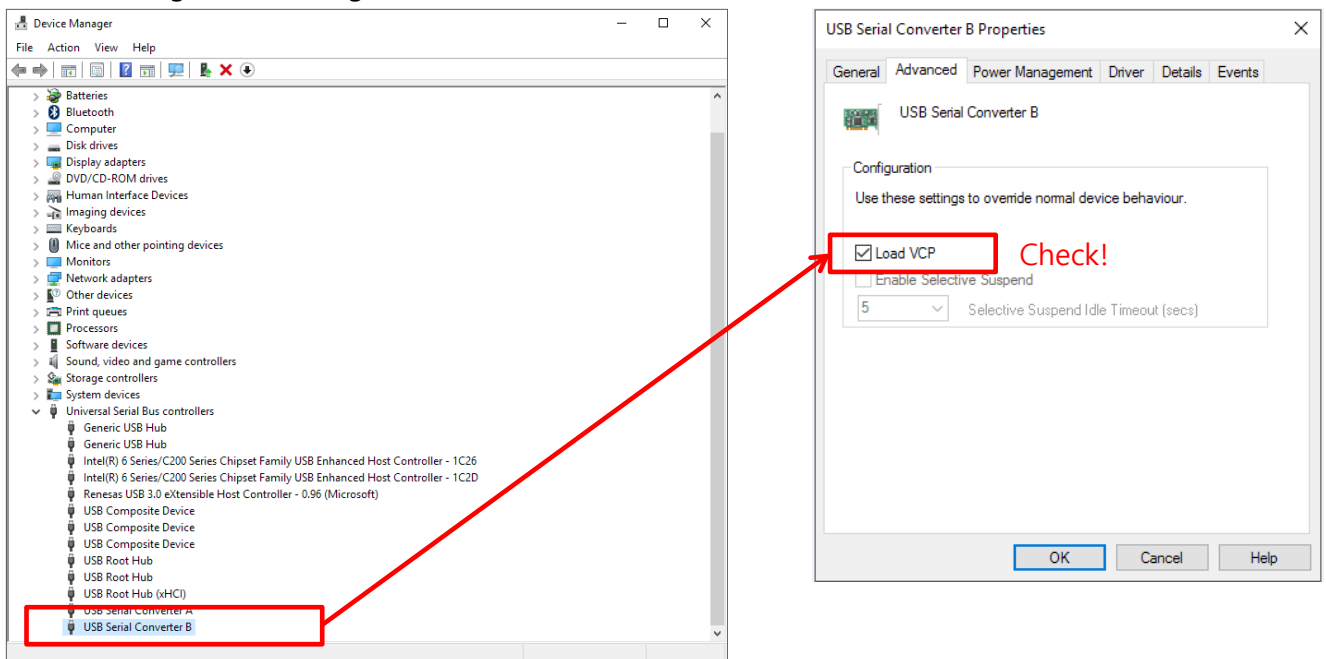 Device Manager
File Action View Help
Batteries
Bluetooth
Computer
Disk drives
Display adapters
DVD/CD-ROM drives
Human Interface Devices
Imaging devices
Keyboards
Mice and other pointing devices
Monitors
Network adapters
Other devices
Print queues
Processors
Software devices
Sound, video and game controllers
Storage controllers
System devices
Universal Serial Bus controllers
Generic USB Hub
Generic USB Hub
Intel(R) 6 Series/C200 Series Chipset Family USB Enhanced Host Controller - 1C26
Intel(R) 6 Series/C200 Series Chipset Family USB Enhanced Host Controller - 1C2D
Renesas USB 3.0 eXtensible Host Controller - 0.96 (Microsoft)
USB Composite Device
USB Composite Device
USB Composite Device
USB Root Hub
USB Root Hub
USB Root Hub (xHCI)
USB Serial Converter A
USB Serial Converter B
USB Serial Converter B Properties
General Advanced Power Management Driver Details Events
USB Serial Converter B
Configuration
Use these settings to override normal device behaviour.
Load VCP
Check!
Enable Selective Suspend
5 Selective Suspend Idle Timeout (secs)
OK Cancel Help